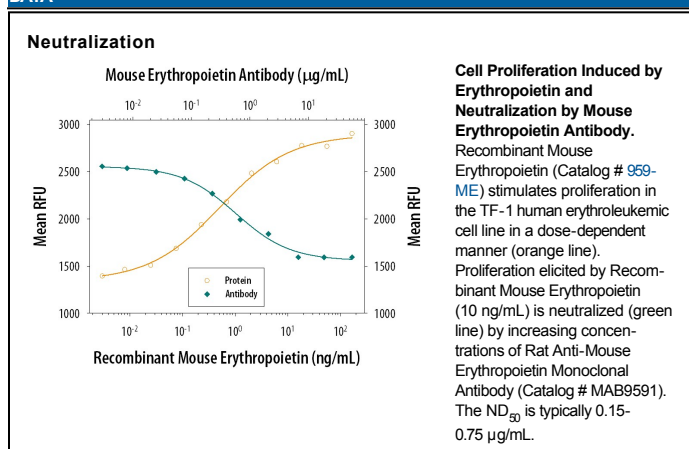 Neutralization
Mouse Erythropoietin Antibody (µg/mL)
10⁻² 10⁻¹ 10⁰ 10¹
3000 3000
2500 2500
2000 2000
1500 1500
1000 1000
Mean RFU
Mean RFU
Protein
Antibody
10⁻² 10⁻¹ 10⁰ 10¹ 10²
Recombinant Mouse Erythropoietin (ng/mL)
Cell Proliferation Induced by
Erythropoietin and
Neutralization by Mouse
Erythropoietin Antibody.
Recombinant Mouse
Erythropoietin (Catalog # 959-
ME) stimulates proliferation in
the TF-1 human erythroleukemic
cell line in a dose-dependent
manner (orange line).
Proliferation elicited by Recom-
binant Mouse Erythropoietin
(10 ng/mL) is neutralized (green
line) by increasing concen-
trations of Rat Anti-Mouse
Erythropoietin Monoclonal
Antibody (Catalog # MAB9591).
The ND₅₀ is typically 0.15-
0.75 µg/mL.